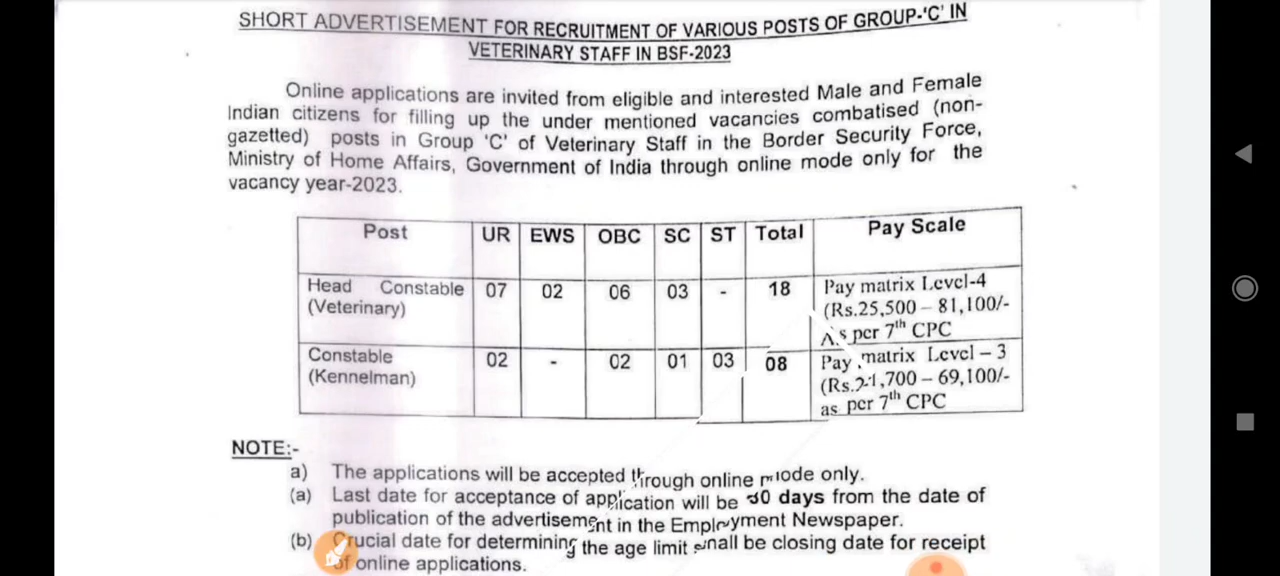 SHORT ADVERTISEMENT FOR RECRUITMENT OF VARIOUS POSTS OF GROUP-'C' IN
VETERINARY STAFF IN BSF-2023
Online applications are invited from eligible and interested Male and Female
Indian citizens for filling up the under mentioned vacancies combatised (non-
gazetted) posts in Group 'C' of Veterinary Staff in the Border Security Force,
Ministry of Home Affairs, Government of India through online mode only for the
vacancy year-2023.
Post UR EWS OBC SC ST Total Pay Scale
Head Constable 07 02 06 03 - 18 Pay matrix Level-4
(Veterinary) (Rs.25,500 – 81,100/-
As per 7th CPC
Constable 02 - 02 01 03 08 Pay matrix Level – 3
(Kennelman) (Rs.21,700 – 69,100/-
as per 7th CPC
NOTE:-
a) The applications will be accepted through online mode only.
(a) Last date for acceptance of application will be 30 days from the date of
publication of the advertisement in the Employment Newspaper.
(b) Crucial date for determining the age limit shall be closing date for receipt
of online applications.